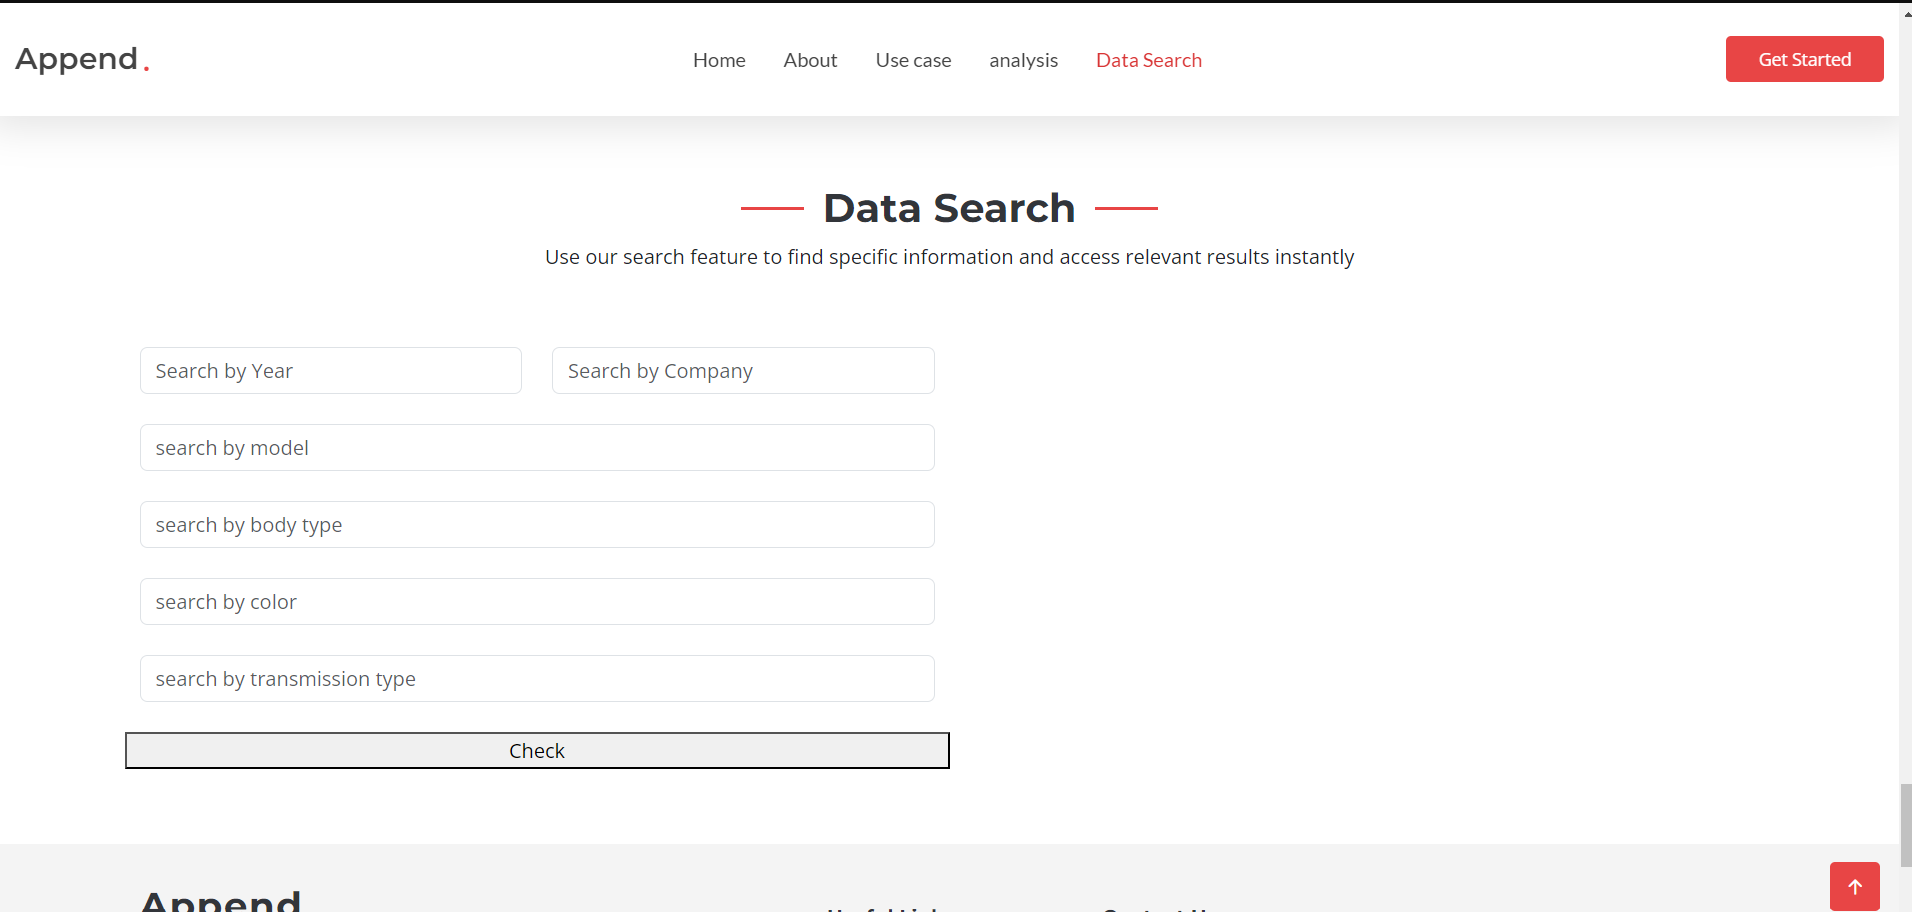 Append.
Home About Use case analysis Data Search
Get Started
Data Search
Use our search feature to find specific information and access relevant results instantly
Search by Year
Search by Company
search by model
search by body type
search by color
search by transmission type
Check
Append